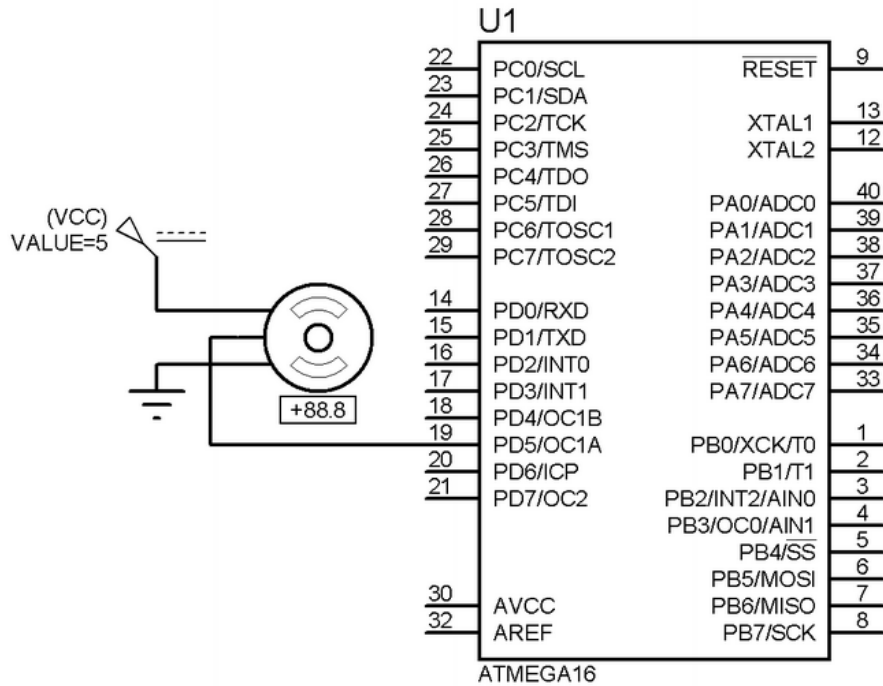 U1
22 PC0/SCL
23 PC1/SDA
24 PC2/TCK
25 PC3/TMS
26 PC4/TDO
27 PC5/TDI
28 PC6/TOSC1
29 PC7/TOSC2
14 PD0/RXD
15 PD1/TXD
16 PD2/INT0
17 PD3/INT1
18 PD4/OC1B
19 PD5/OC1A
20 PD6/ICP
21 PD7/OC2
30 AVCC
32 AREF
RESET 9
XTAL1 13
XTAL2 12
PA0/ADC0 40
PA1/ADC1 39
PA2/ADC2 38
PA3/ADC3 37
PA4/ADC4 36
PA5/ADC5 35
PA6/ADC6 34
PA7/ADC7 33
PB0/XCK/T0 1
PB1/T1 2
PB2/INT2/AIN0 3
PB3/OC0/AIN1 4
PB4/SS 5
PB5/MOSI 6
PB6/MISO 7
PB7/SCK 8
ATMEGA16
(VCC)
VALUE=5
+88.8